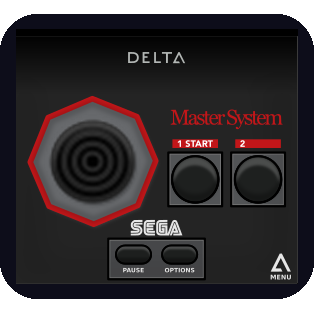 DELTA
Master System
1 START
2
SEGA
PAUSE
OPTIONS
MENU